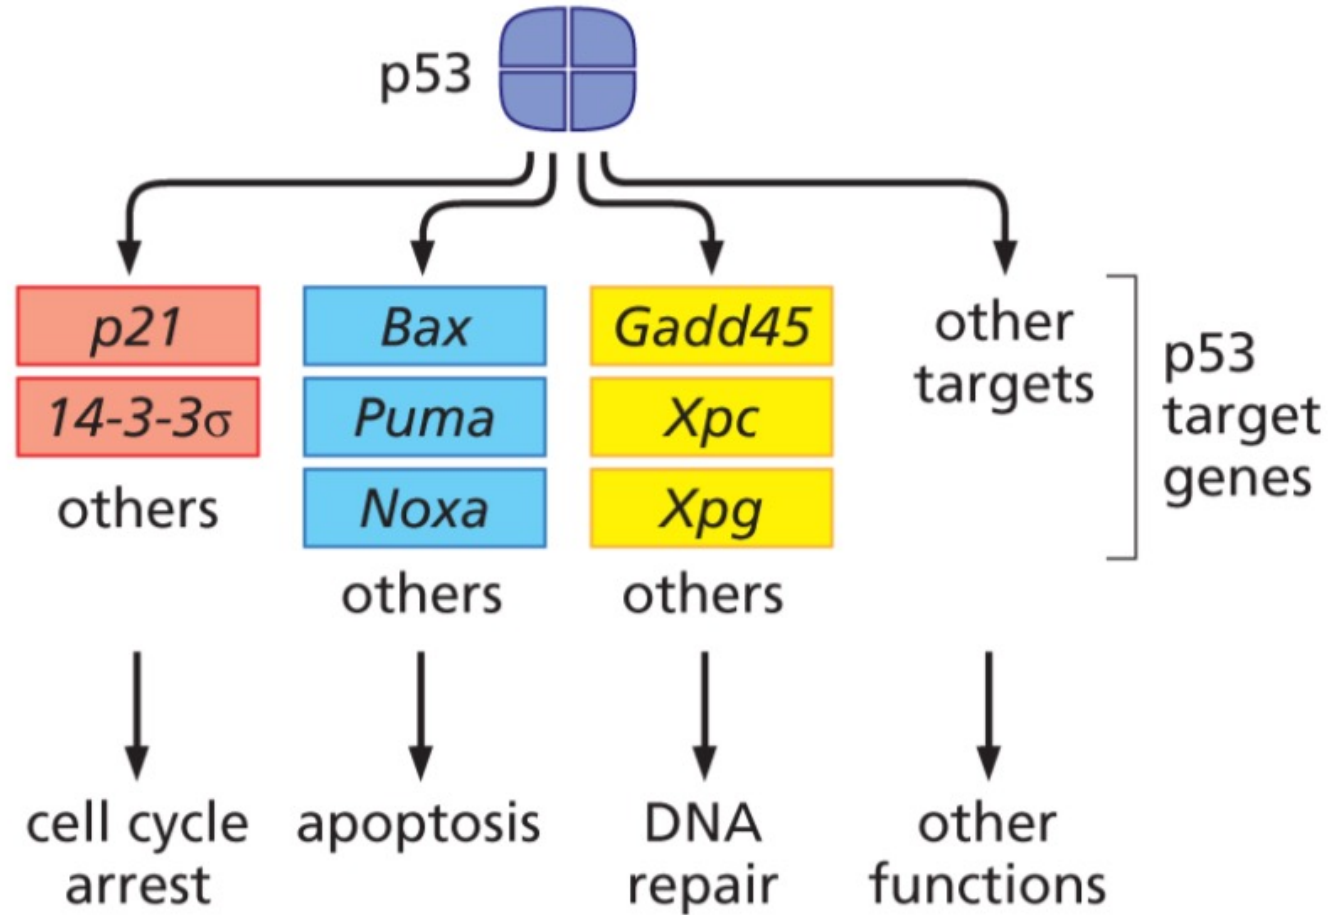 p53
p21
14-3-3σ
others
Bax
Puma
Noxa
others
Gadd45
Xpc
Xpg
others
other
targets
p53
target
genes
cell cycle
arrest
apoptosis
DNA
repair
other
functions